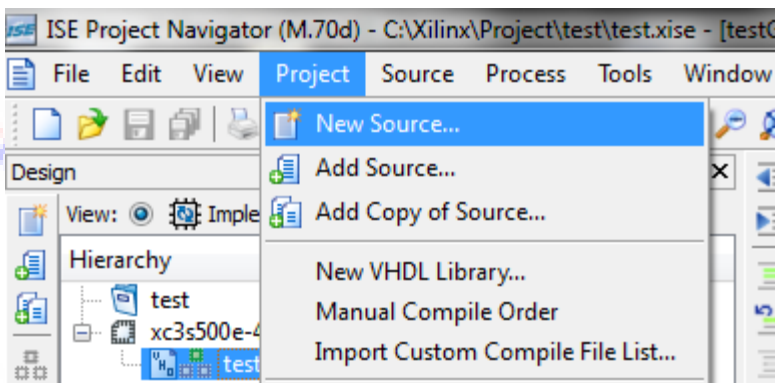 ISE ISE Project Navigator (M.70d) - C:\Xilinx\Project\test\test.xise - [test
File Edit View Project Source Process Tools Window
New Source...
Design
Add Source...
View: Imple
Add Copy of Source...
Hierarchy
New VHDL Library...
test
Manual Compile Order
xc3s500e-4
Import Custom Compile File List...
test